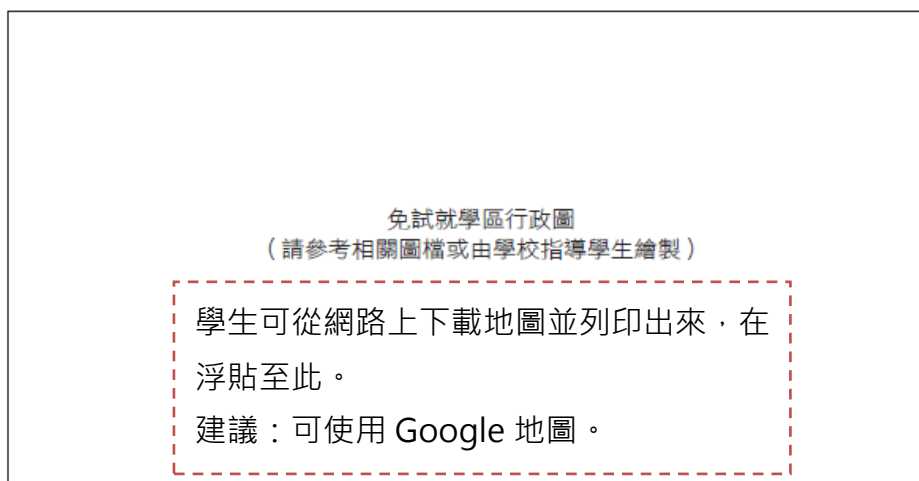 免試就學區行政圖
（請參考相關圖檔或由學校指導學生繪製）
學生可從網路上下載地圖並列印出來，在
浮貼至此。
建議：可使用 Google 地圖。